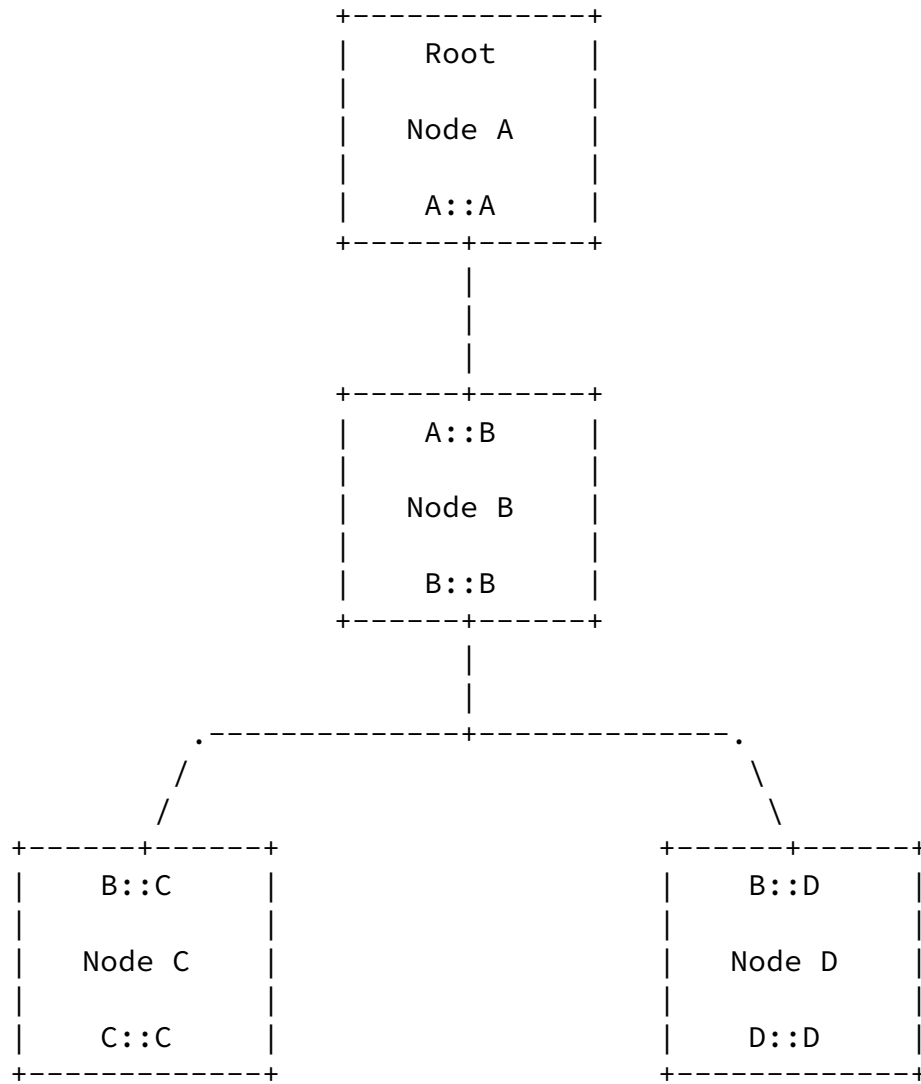 Root
Node A
A::A
A::B
Node B
B::B
B::C
Node C
C::C
B::D
Node D
D::D